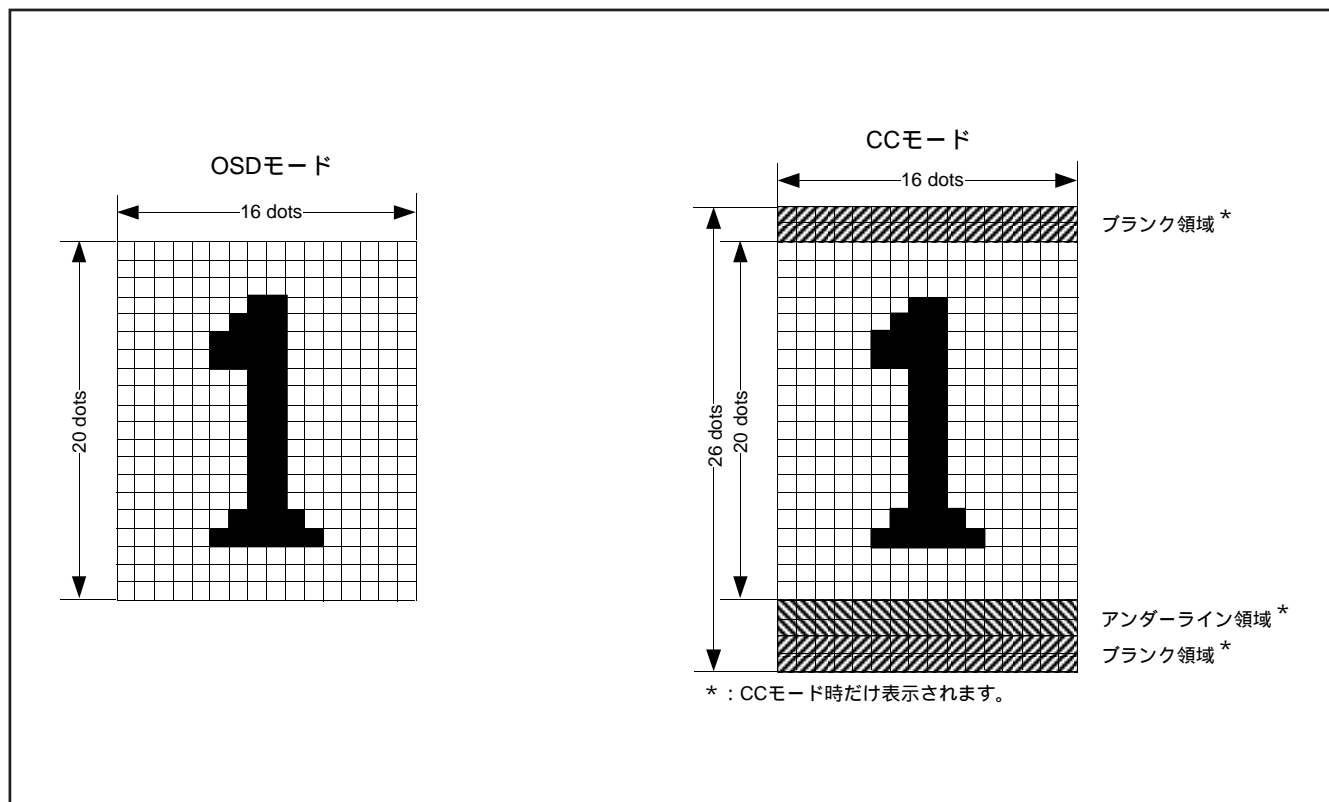 OSDモード
16 dots
20 dots
CCモード
16 dots
26 dots
20 dots
ブランク領域*
アンダーライン領域*
ブランク領域*
*：CCモード時だけ表示されます。